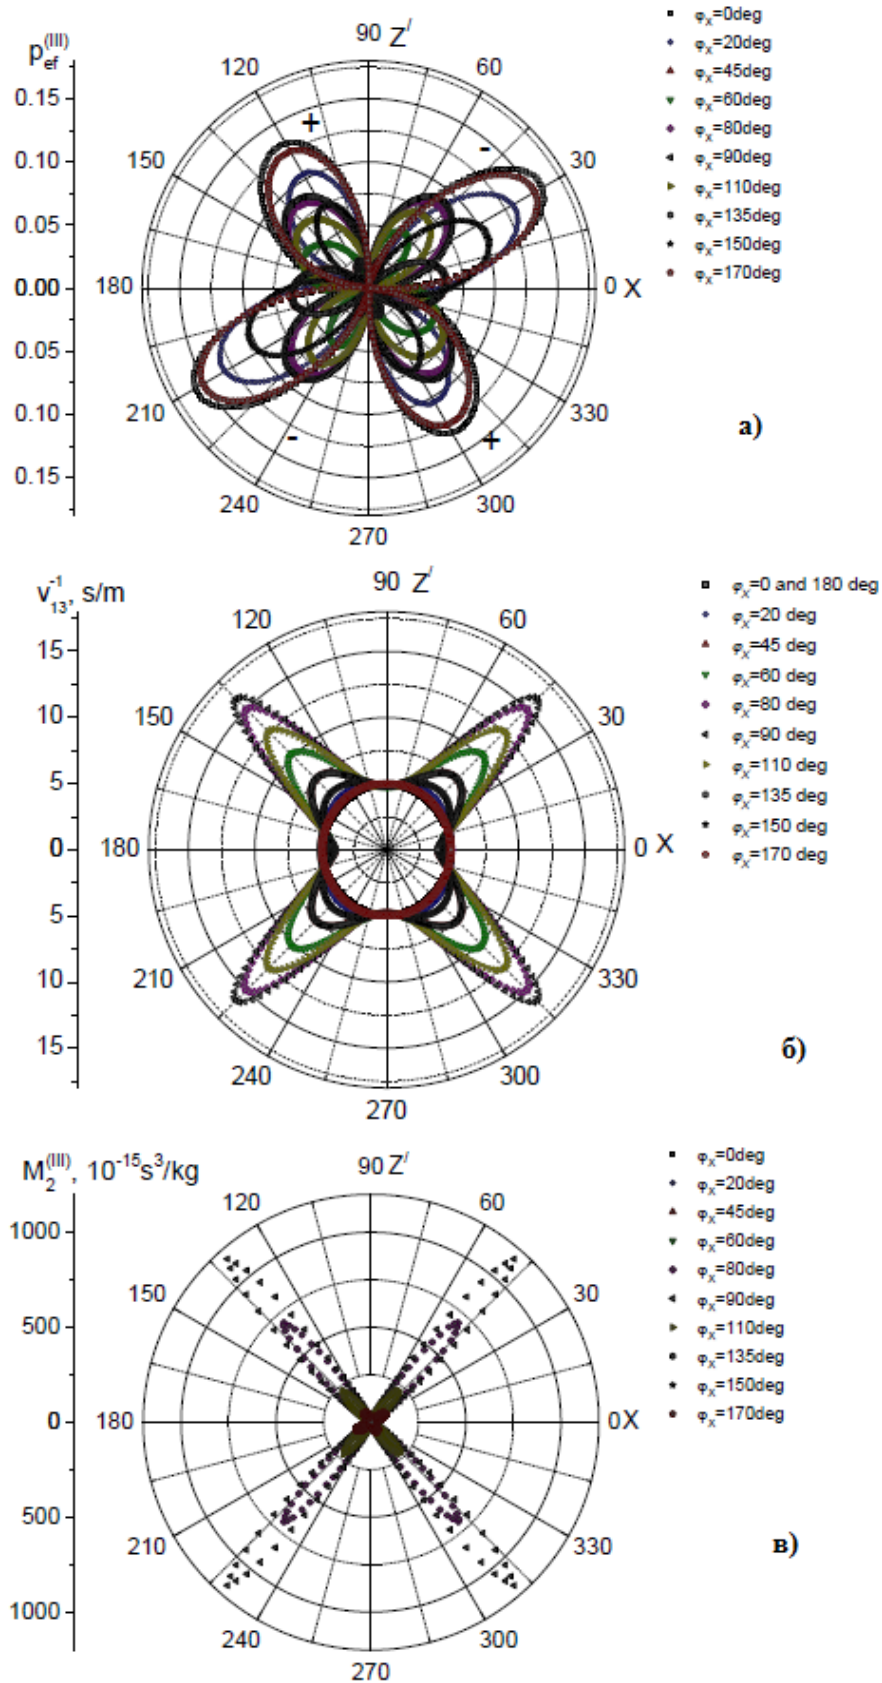 p_ef^(III)
0.15
0.10
0.05
0.00
0.05
0.10
0.15
90 Z/
120
60
150
30
180
0 X
210
330
240
300
270
+
-
-
+
φX=0deg
φX=20deg
φX=45deg
φX=60deg
φX=80deg
φX=90deg
φX=110deg
φX=135deg
φX=150deg
φX=170deg
а)
v_13^-1, s/m
15
10
5
0
5
10
15
90 Z/
120
60
150
30
180
0 X
210
330
240
300
270
φX=0 and 180 deg
φX=20 deg
φX=45 deg
φX=60 deg
φX=80 deg
φX=90 deg
φX=110 deg
φX=135 deg
φX=150 deg
φX=170 deg
б)
M_2^(III), 10^-15 s^3/kg
1000
500
0
500
1000
90 Z/
120
60
150
30
180
0X
210
330
240
300
270
φX=0deg
φX=20deg
φX=45deg
φX=60deg
φX=80deg
φX=90deg
φX=110deg
φX=135deg
φX=150deg
φX=170deg
в)